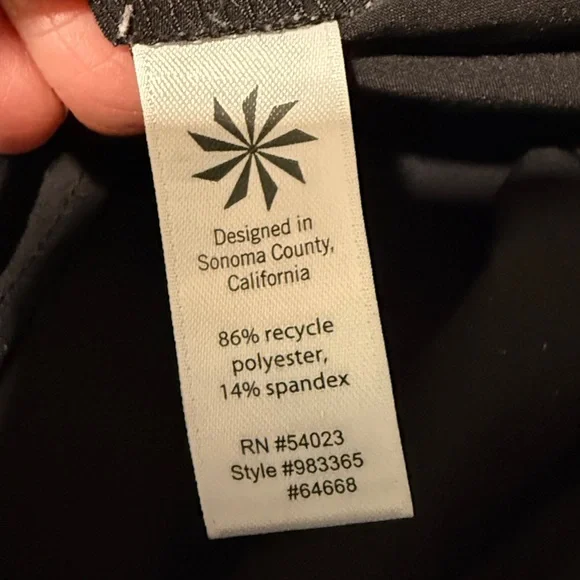 Designed in
Sonoma County,
California
86% recycle
polyester,
14% spandex
RN #54023
Style #983365
#64668